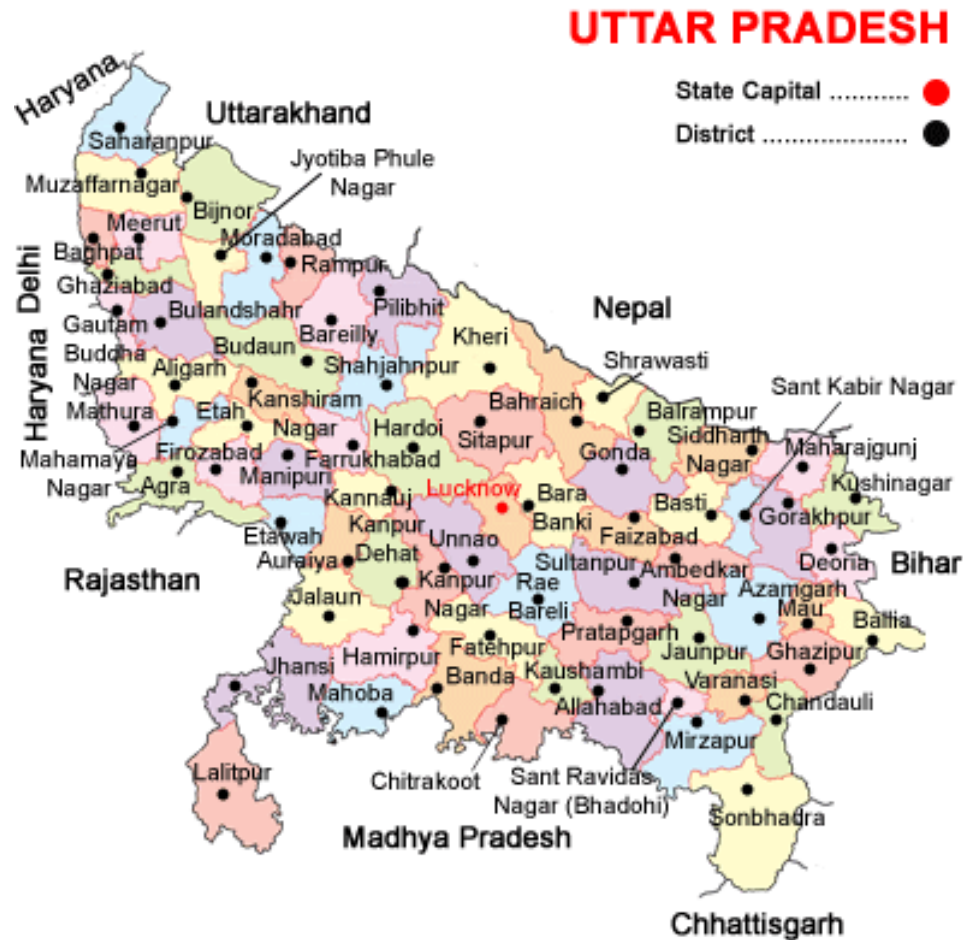 UTTAR PRADESH
State Capital ...........
District ....................
Haryana
Uttarakhand
Saharanpur
Jyotiba Phule
Nagar
Muzaffarnagar
Bijnor
Meerut
Moradabad
Baghpat
Rampur
Haryana
Delhi
Ghaziabad
Pilibhit
Nepal
Bulandshahr
Gautam
Buddha
Nagar
Bareilly
Kheri
Budaun
Shahjahnpur
Shrawasti
Aligarh
Sant Kabir Nagar
Kanshiram
Nagar
Bahraich
Mathura
Etah
Balrampur
Hardoi
Sitapur
Siddharth
Nagar
Maharajgunj
Mahamaya
Nagar
Firozabad
Farrukhabad
Gonda
Manipuri
Kushinagar
Agra
Kannauj
Lucknow
Bara
Banki
Basti
Gorakhpur
Etawah
Kanpur
Dehat
Unnao
Faizabad
Auraiya
Sultanpur
Ambedkar
Nagar
Deoria
Bihar
Rajasthan
Kanpur
Nagar
Rae
Bareli
Azamgarh
Jalaun
Mau
Ballia
Pratapgarh
Fatehpur
Jaunpur
Ghazipur
Jhansi
Hamirpur
Kaushambi
Banda
Varanasi
Mahoba
Allahabad
Chandauli
Mirzapur
Lalitpur
Chitrakoot
Sant Ravidas
Nagar (Bhadohi)
Sonbhadra
Madhya Pradesh
Chhattisgarh